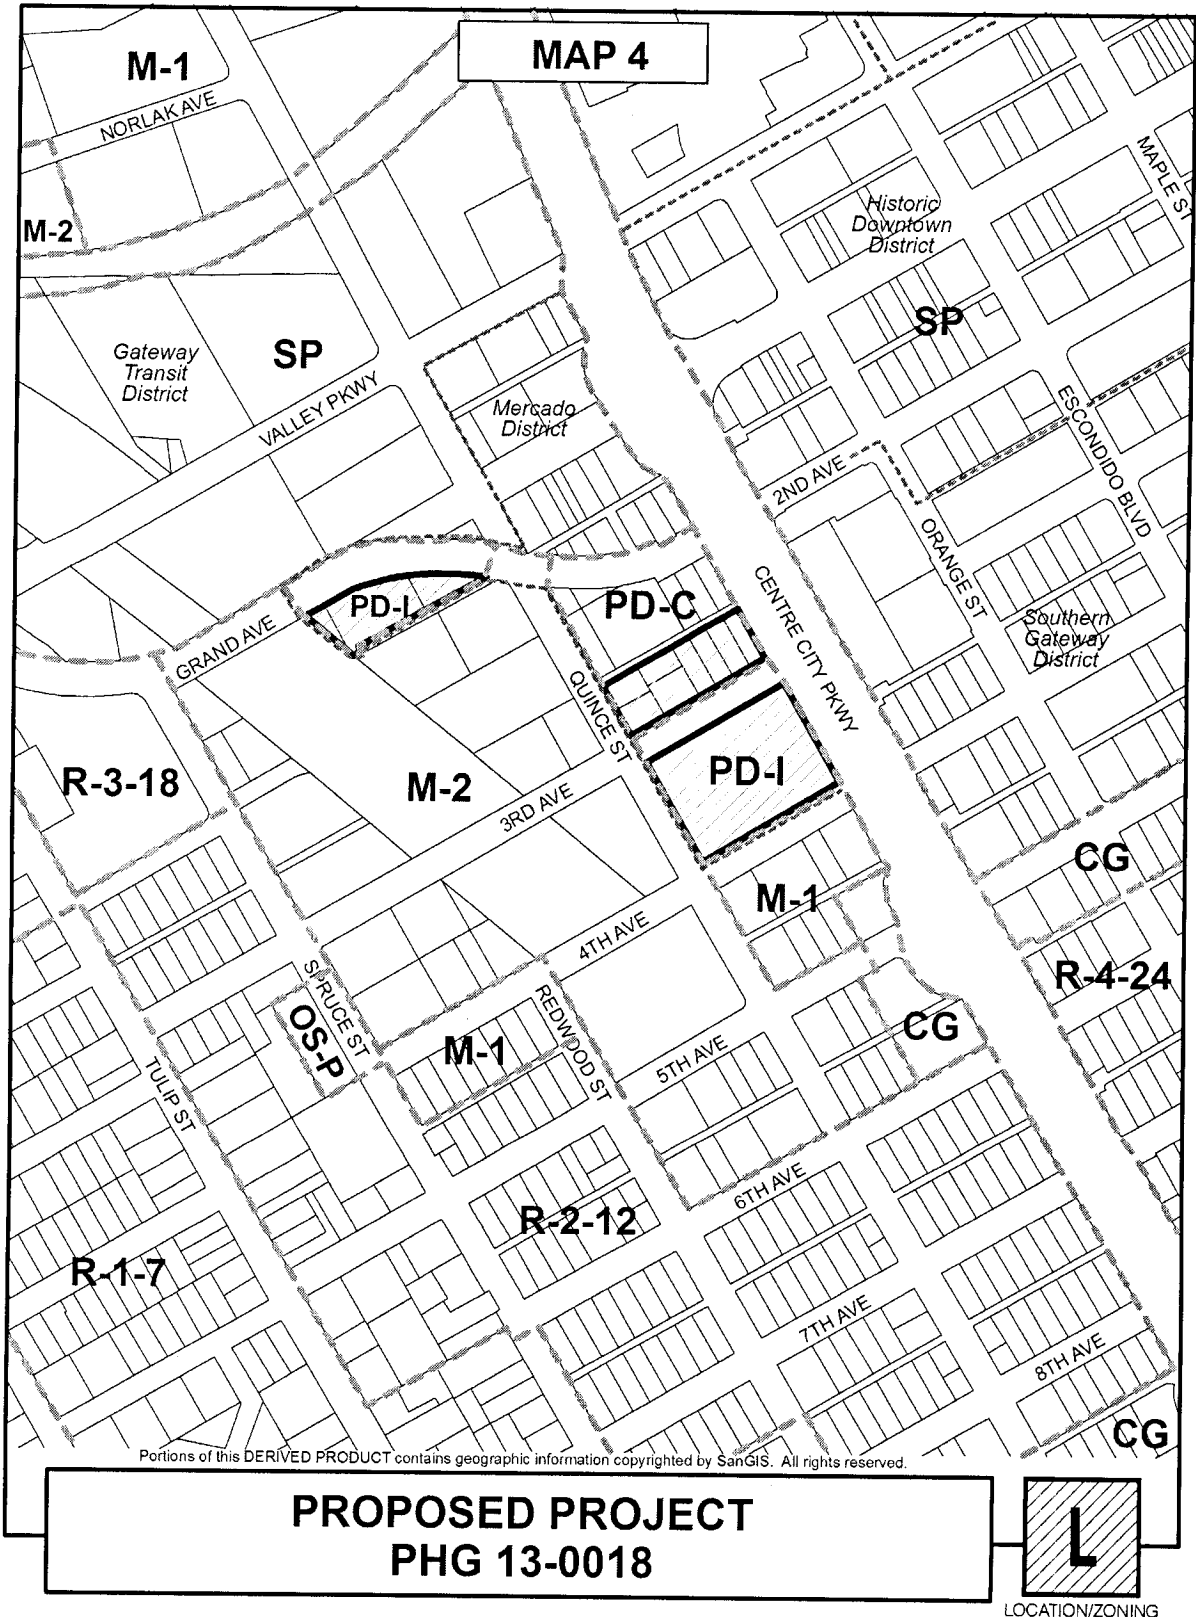 MAP 4
M-1
NORLAK AVE
MAPLE ST
M-2
Historic
Downtown
District
SP
Gateway
Transit
District
SP
VALLEY PKWY
Mercado
District
ESCONDIDO BLVD
2ND AVE
ORANGE ST
PD-I
PD-C
CENTRE CITY PKWY
Southern
Gateway
District
GRAND AVE
QUINCE ST
R-3-18
M-2
PD-I
3RD AVE
CG
M-1
4TH AVE
R-4-24
SPRUCE ST
OS-P
REDWOOD ST
CG
M-1
5TH AVE
TULIP ST
6TH AVE
R-2-12
R-1-7
7TH AVE
8TH AVE
CG
Portions of this DERIVED PRODUCT contains geographic information copyrighted by SanGIS. All rights reserved.
PROPOSED PROJECT
PHG 13-0018
L
LOCATION/ZONING